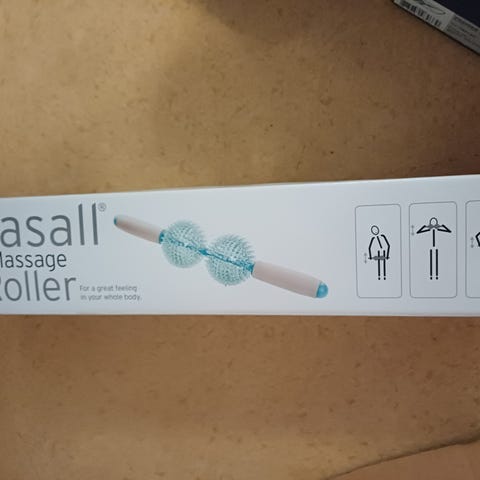 asall®
Massage
Roller
For a great feeling
in your whole body.